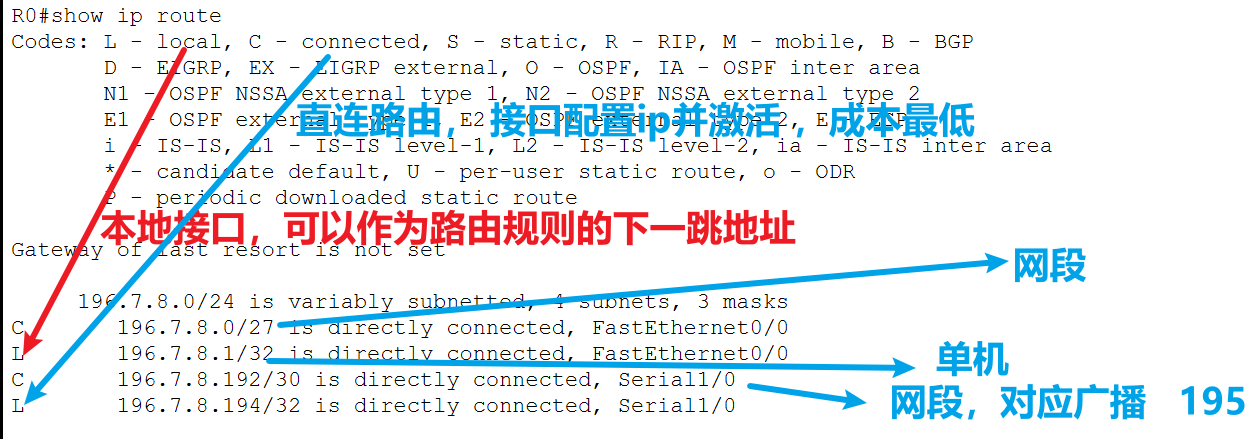 R0#show ip route
Codes: L - local, C - connected, S - static, R - RIP, M - mobile, B - BGP
D - EIGRP, EX - EIGRP external, O - OSPF, IA - OSPF inter area
N1 - OSPF NSSA external type 1, N2 - OSPF NSSA external type 2
直连路由，接口配置ip并激活，成本最低
E1 - OSPF external type 1, E2 - OSPF external type 2, E - EGP
i - IS-IS, L1 - IS-IS level-1, L2 - IS-IS level-2, ia - IS-IS inter area
* - candidate default, U - per-user static route, o - ODR
P - periodic downloaded static route
本地接口，可以作为路由规则的下一跳地址
Gateway of last resort is not set
网段
196.7.8.0/24 is variably subnetted, 4 subnets, 3 masks
C 196.7.8.0/27 is directly connected, FastEthernet0/0
L 196.7.8.1/32 is directly connected, FastEthernet0/0
单机
C 196.7.8.192/30 is directly connected, Serial1/0
网段，对应广播 195
L 196.7.8.194/32 is directly connected, Serial1/0